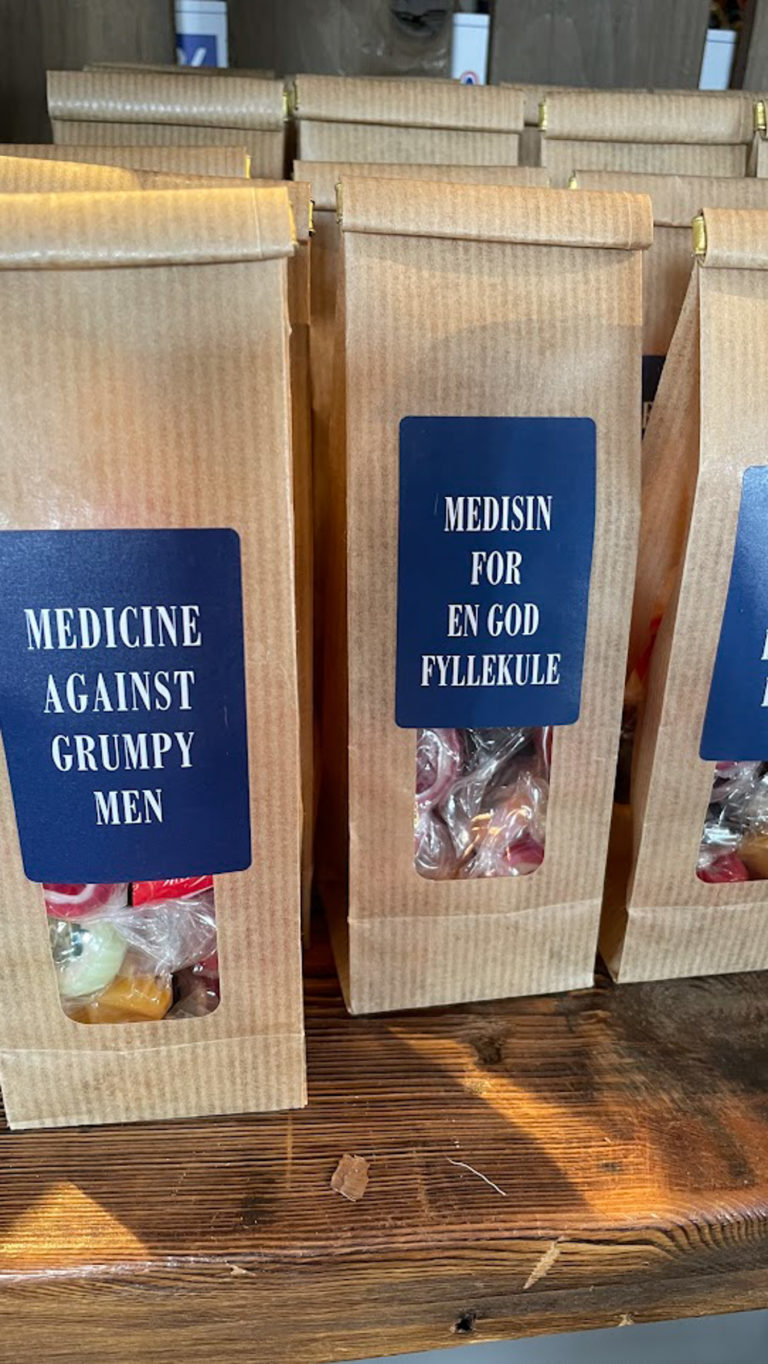 MEDICINE
AGAINST
GRUMPY
MEN
MEDISIN
FOR
EN GOD
FYLLEKULE